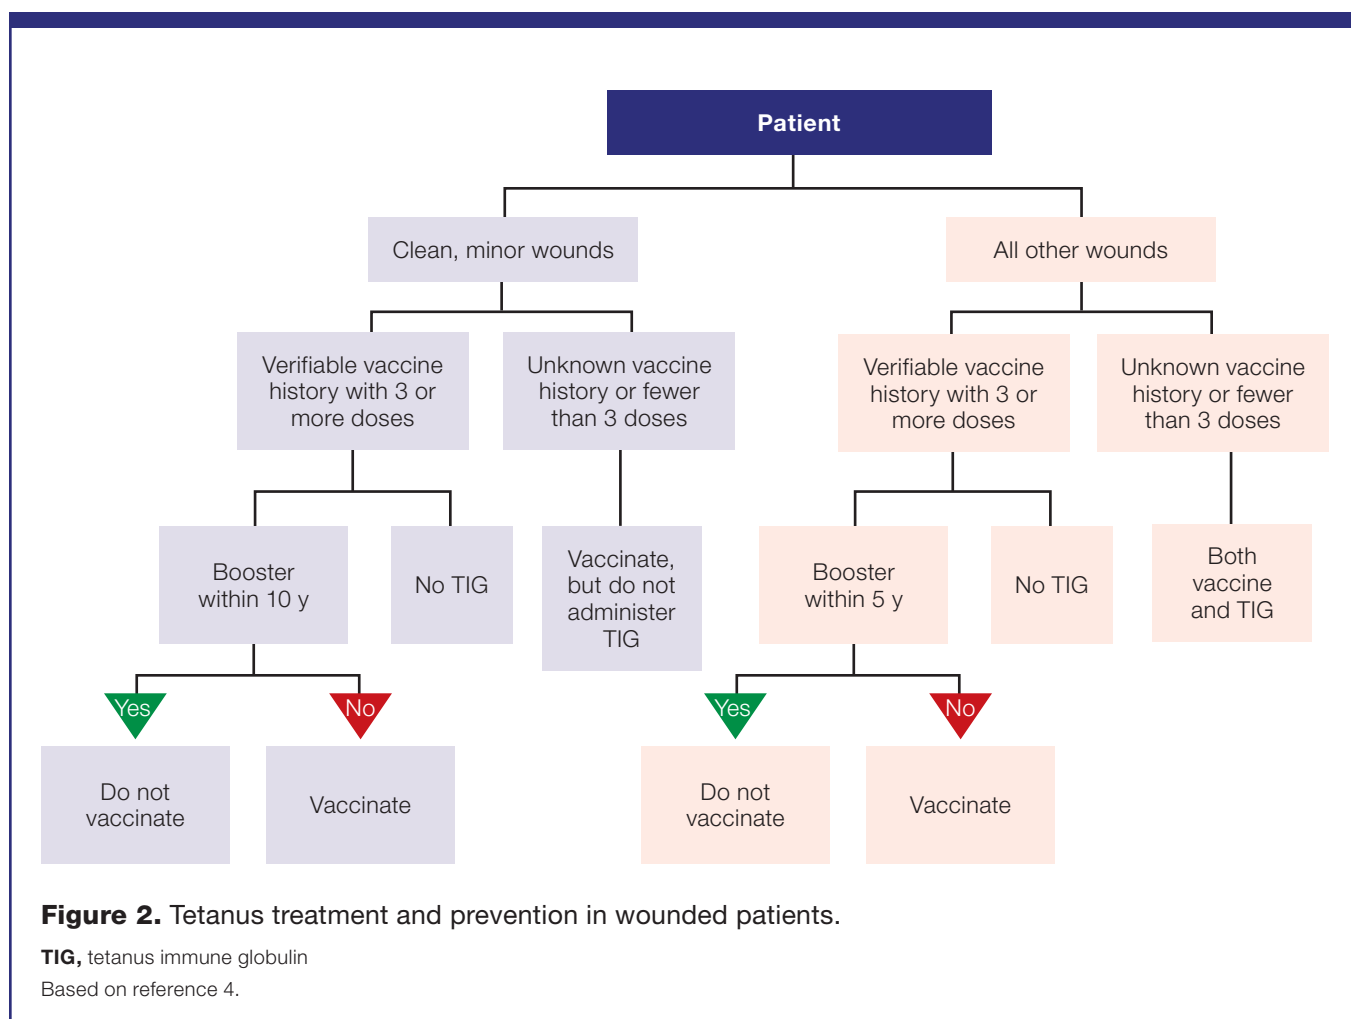 Patient
Clean, minor wounds
All other wounds
Verifiable vaccine
history with 3 or
more doses
Unknown vaccine
history or fewer
than 3 doses
Verifiable vaccine
history with 3 or
more doses
Unknown vaccine
history or fewer
than 3 doses
Booster
within 10 y
No TIG
Vaccinate,
but do not
administer
TIG
Booster
within 5 y
No TIG
Both
vaccine
and TIG
Yes
No
Yes
No
Do not
vaccinate
Vaccinate
Do not
vaccinate
Vaccinate
Figure 2. Tetanus treatment and prevention in wounded patients.
TIG, tetanus immune globulin
Based on reference 4.